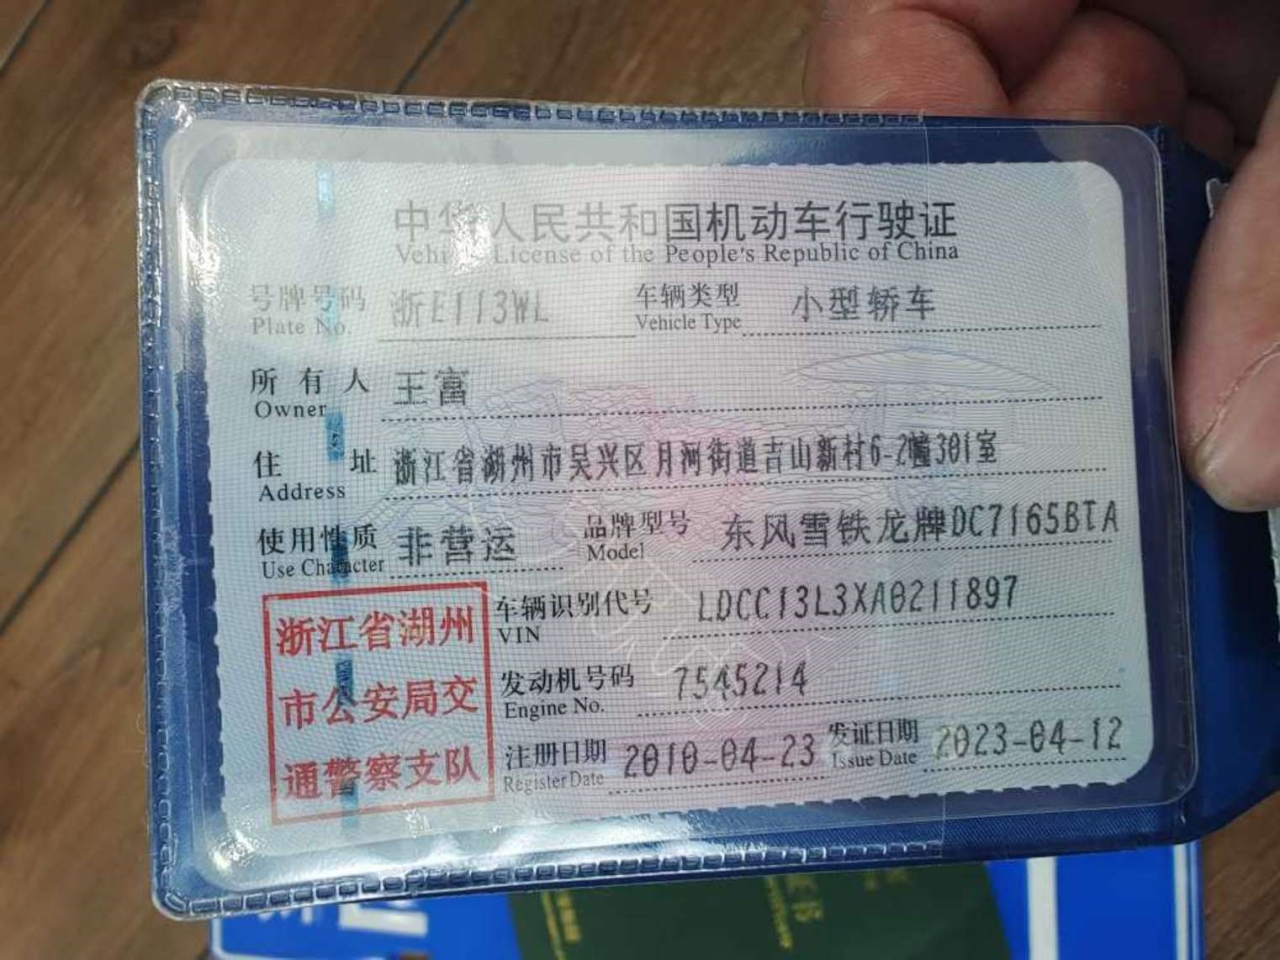 中华人民共和国机动车行驶证
Vehicle License of the People's Republic of China
号牌号码 浙E113WL 车辆类型 小型轿车
Plate No. Vehicle Type
所有人 王富
Owner
住址 浙江省湖州市吴兴区月河街道吉山新村6-2幢301室
Address
使用性质 非营运 品牌型号 东风雪铁龙牌DC7165BTA
Use Character Model
浙江省湖州
市公安局交
通警察支队
车辆识别代号 LDCC13L3XA0211897
VIN
发动机号码 7545214
Engine No.
注册日期 2010-04-23 发证日期 2023-04-12
Register Date Issue Date